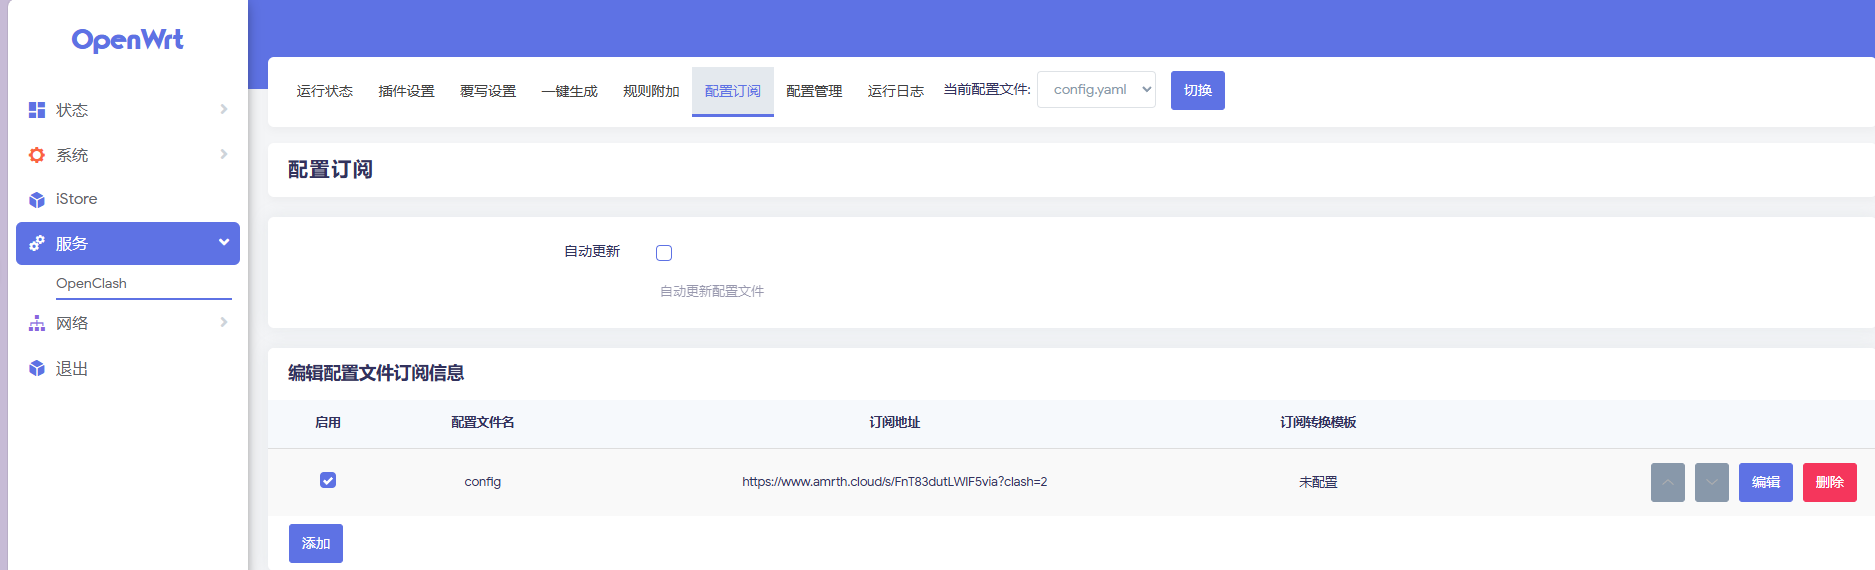 OpenWrt
状态
系统
iStore
服务
OpenClash
网络
退出
运行状态 插件设置 覆写设置 一键生成 规则附加 配置订阅 配置管理 运行日志 当前配置文件: config.yaml 切换
配置订阅
自动更新
自动更新配置文件
编辑配置文件订阅信息
启用 配置文件名 订阅地址 订阅转换模板
config https://www.amrth.cloud/s/FnT83dutLWIF5via?clash=2 未配置 编辑 删除
添加